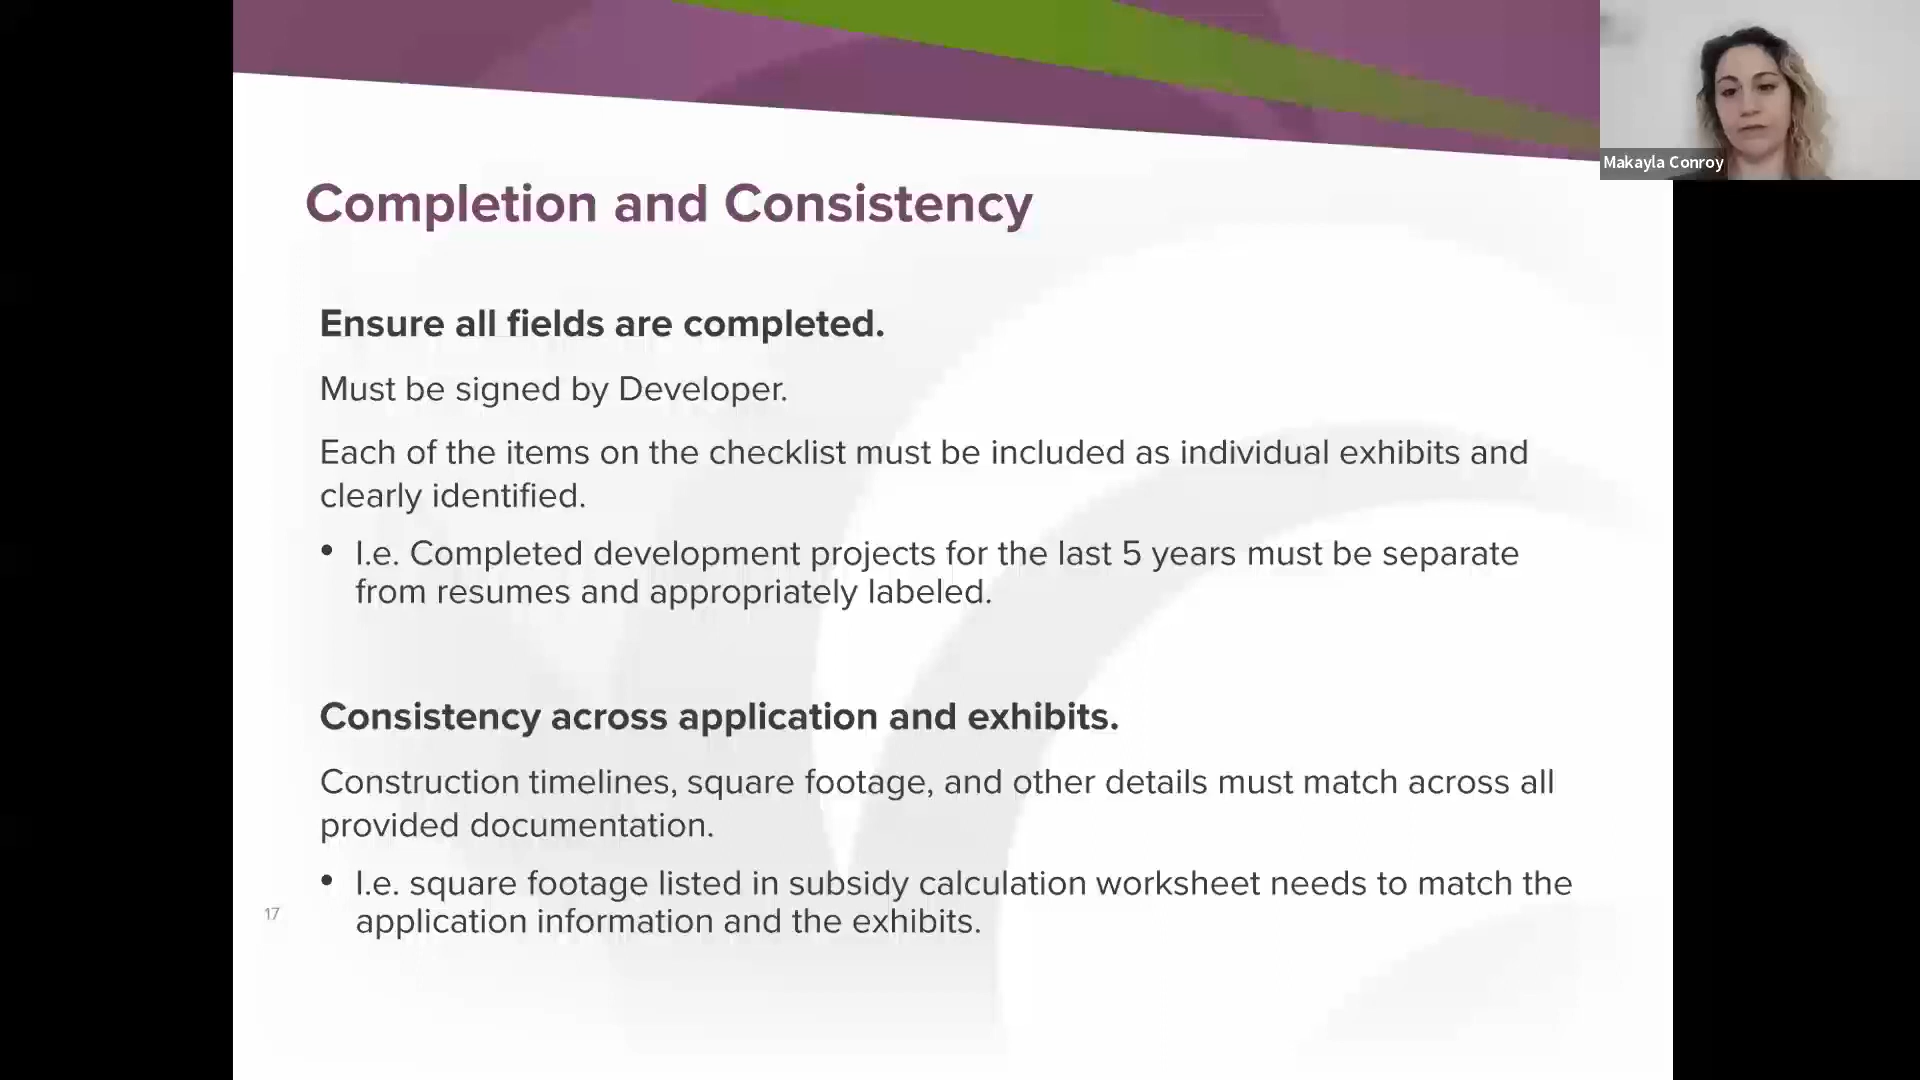 Makayla Conroy
Completion and Consistency
Ensure all fields are completed.
Must be signed by Developer.
Each of the items on the checklist must be included as individual exhibits and
clearly identified.
• I.e. Completed development projects for the last 5 years must be separate
from resumes and appropriately labeled.
Consistency across application and exhibits.
Construction timelines, square footage, and other details must match across all
provided documentation.
• I.e. square footage listed in subsidy calculation worksheet needs to match the
application information and the exhibits.
17